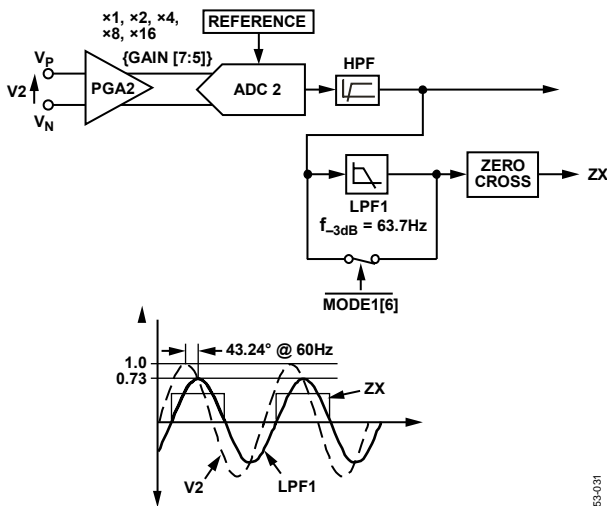 ×1, ×2, ×4,
×8, ×16
{GAIN [7:5]}
REFERENCE
HPF
VP
V2
VN
PGA2
ADC 2
ZERO
CROSS
ZX
LPF1
f–3dB = 63.7Hz
MODE1[6]
43.24° @ 60Hz
1.0
0.73
ZX
V2
LPF1
53-031